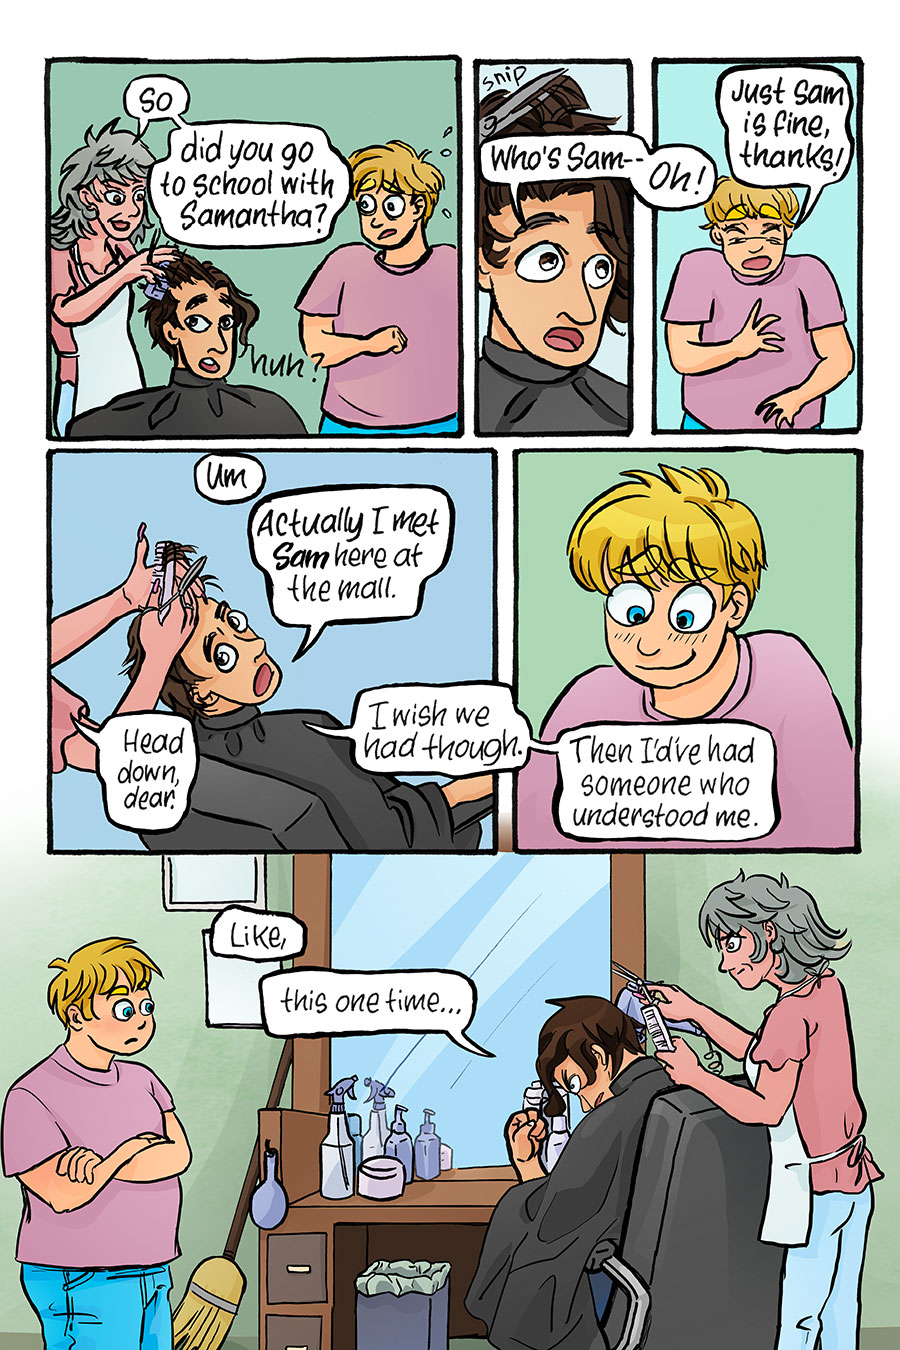 So
did you go
to school with
Samantha?
huh?
snip
Who's Sam--
Oh!
Just Sam
is fine,
thanks!
Um
Actually I met
Sam here at
the mall.
Head
down,
dear.
I wish we
had though.
Then I'd've had
someone who
understood me.
Like,
this one time...